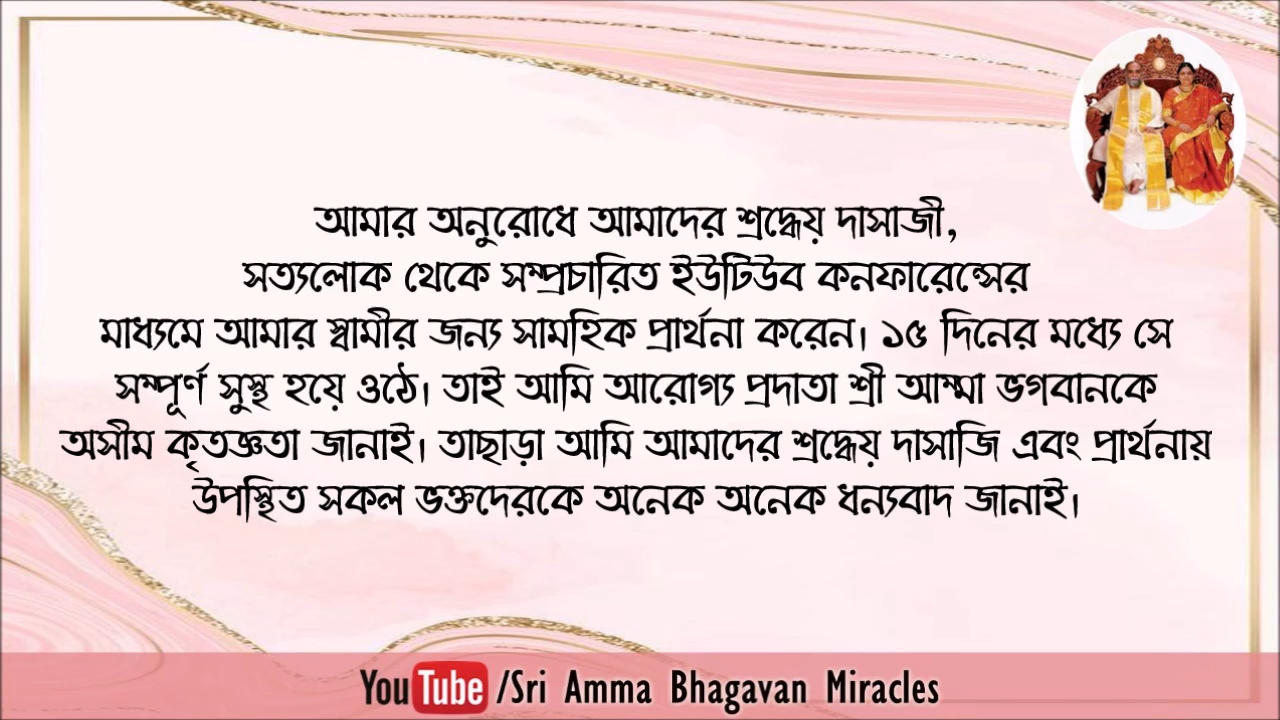 আমার অনুরোধে আমাদের শ্রদ্ধেয় দাসাজী,
সত্যলোক থেকে সম্প্রচারিত ইউটিউব কনফারেন্সের
মাধ্যমে আমার স্বামীর জন্য সামহিক প্রার্থনা করেন। ১৫ দিনের মধ্যে সে
সম্পূর্ণ সুস্থ হয়ে ওঠে। তাই আমি আরোগ্য প্রদাতা শ্রী আম্মা ভগবানকে
অসীম কৃতজ্ঞতা জানাই। তাছাড়া আমি আমাদের শ্রদ্ধেয় দাসাজি এবং প্রার্থনায়
উপস্থিত সকল ভক্তদেরকে অনেক অনেক ধন্যবাদ জানাই।
YouTube /Sri Amma Bhagavan Miracles